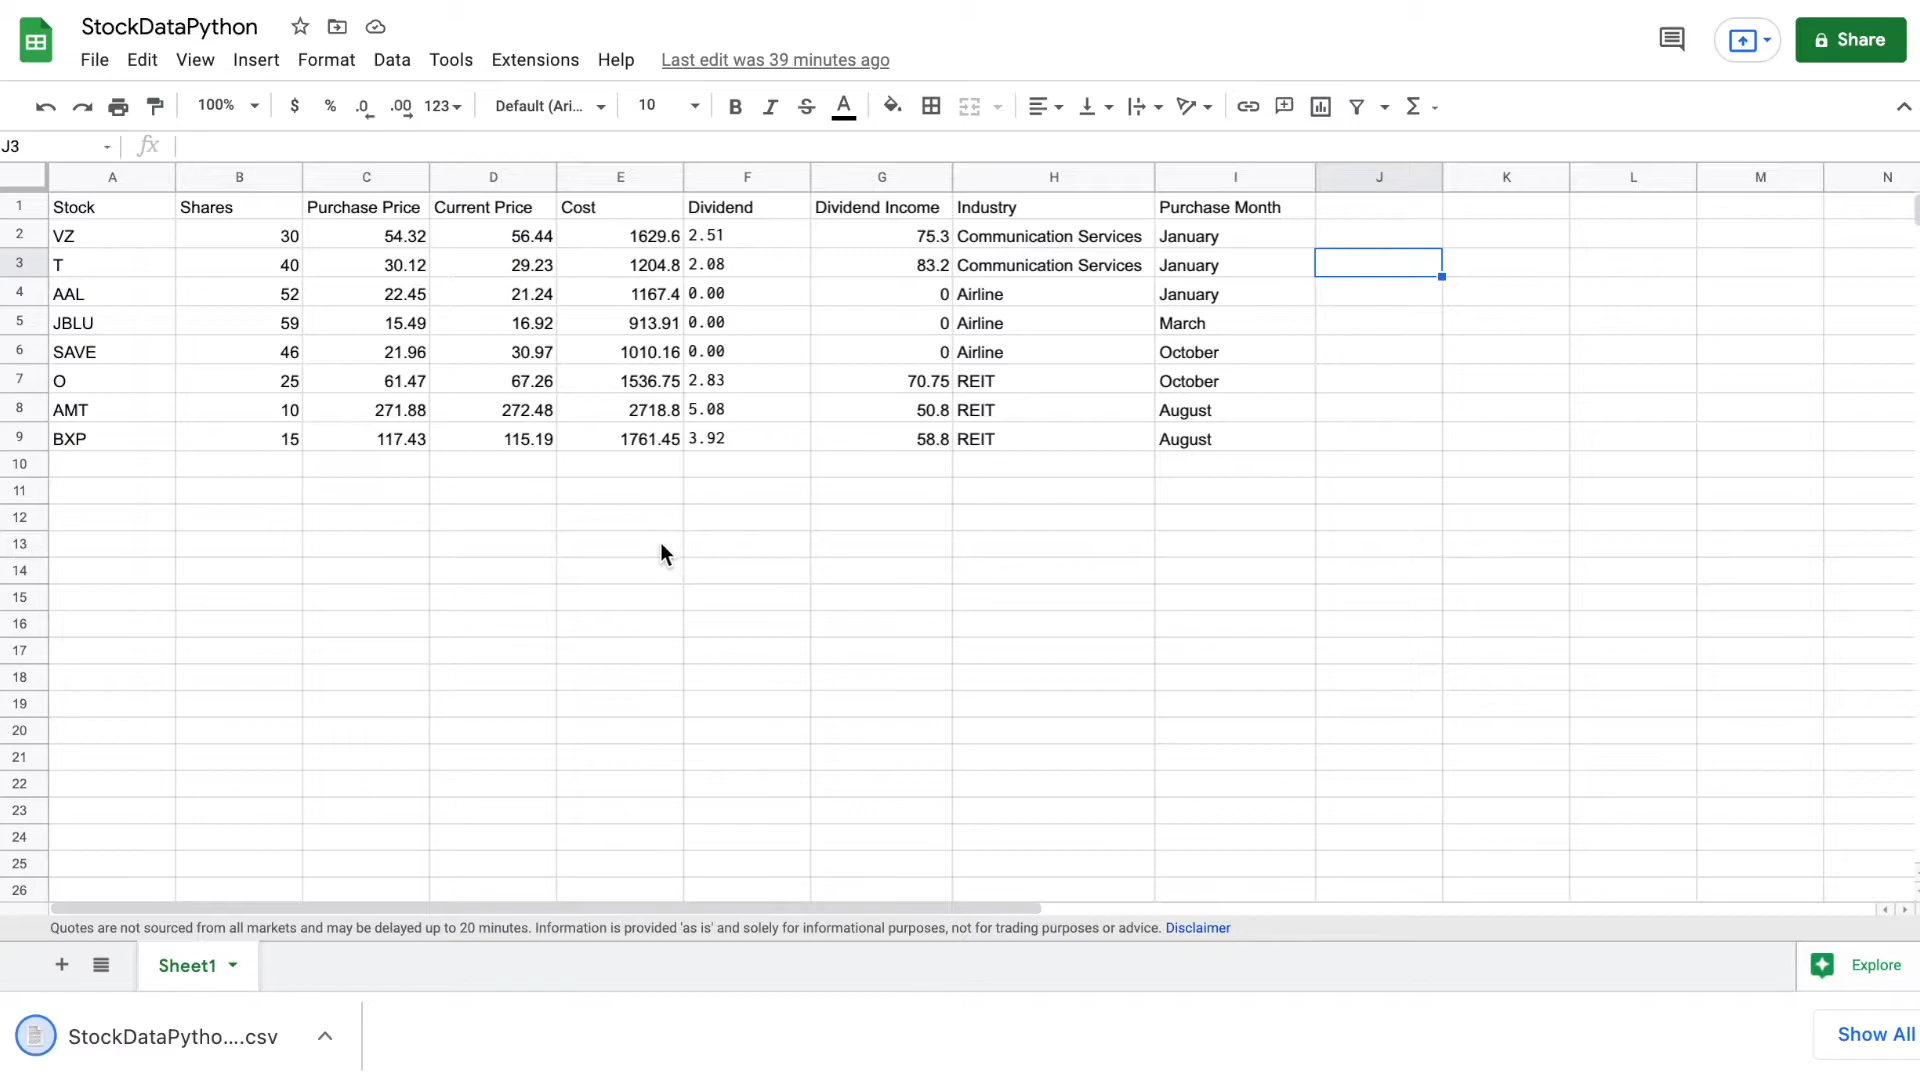 StockDataPython
File Edit View Insert Format Data Tools Extensions Help Last edit was 39 minutes ago
Share
100% $ % .0 .00 123 Default (Ari... 10 B I S A Σ
J3 fx
A B C D E F G H I J K L M N
1 Stock Shares Purchase Price Current Price Cost Dividend Dividend Income Industry Purchase Month
2 VZ 30 54.32 56.44 1629.6 2.51 75.3 Communication Services January
3 T 40 30.12 29.23 1204.8 2.08 83.2 Communication Services January
4 AAL 52 22.45 21.24 1167.4 0.00 0 Airline January
5 JBLU 59 15.49 16.92 913.91 0.00 0 Airline March
6 SAVE 46 21.96 30.97 1010.16 0.00 0 Airline October
7 O 25 61.47 67.26 1536.75 2.83 70.75 REIT October
8 AMT 10 271.88 272.48 2718.8 5.08 50.8 REIT August
9 BXP 15 117.43 115.19 1761.45 3.92 58.8 REIT August
10
11
12
13
14
15
16
17
18
19
20
21
22
23
24
25
26
Quotes are not sourced from all markets and may be delayed up to 20 minutes. Information is provided 'as is' and solely for informational purposes, not for trading purposes or advice. Disclaimer
+ Sheet1 Explore
StockDataPytho....csv Show All